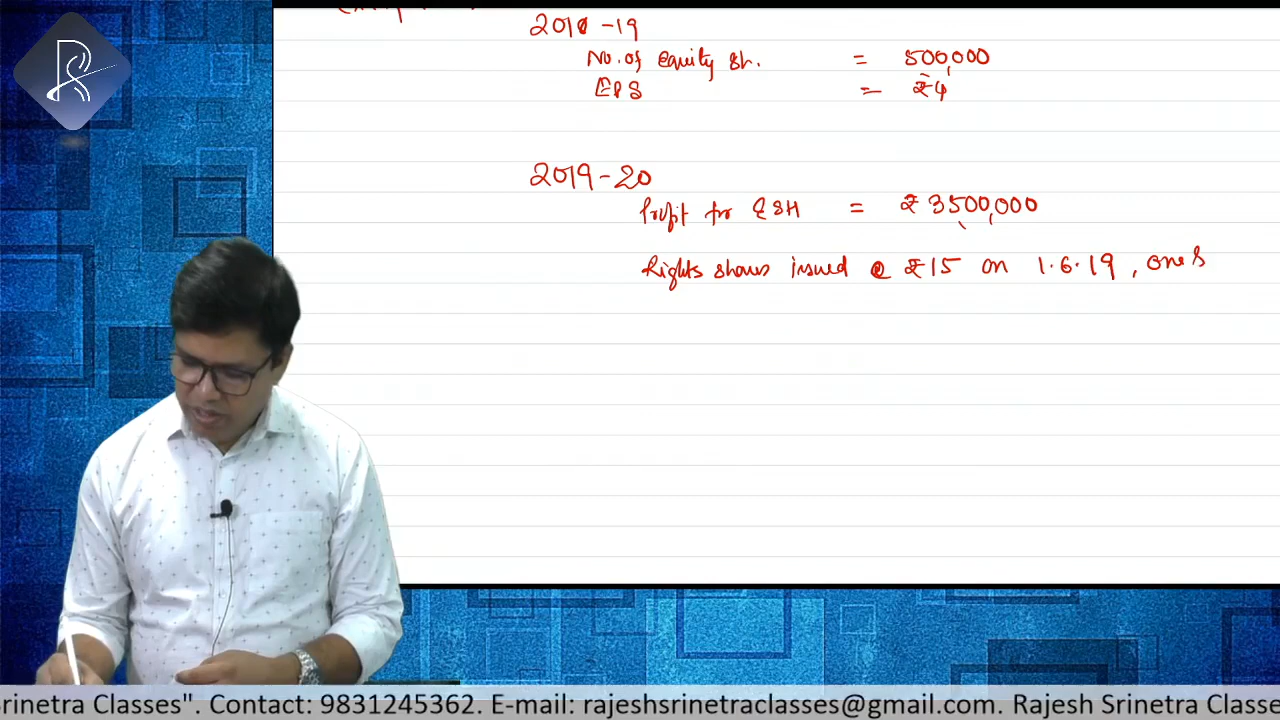 2018-19
No. of equity sh. = 500,000
EPS = ₹4
2019-20
Profit for ESH = ₹3500,000
Rights shares issued @ ₹15 on 1.6.19, one s
Srinetra Classes". Contact: 9831245362. E-mail: rajeshsrinetraclasses@gmail.com. Rajesh Srinetra Classe